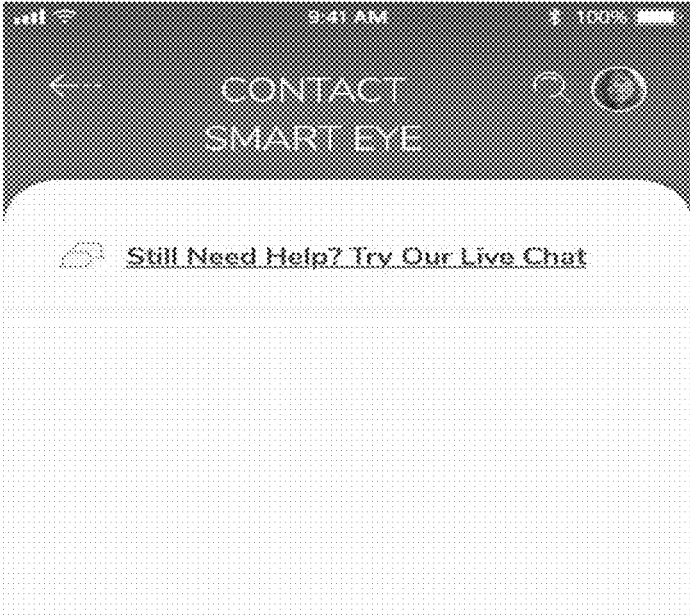 9:41 AM
100%
CONTACT
SMART EYE
Still Need Help? Try Our Live Chat